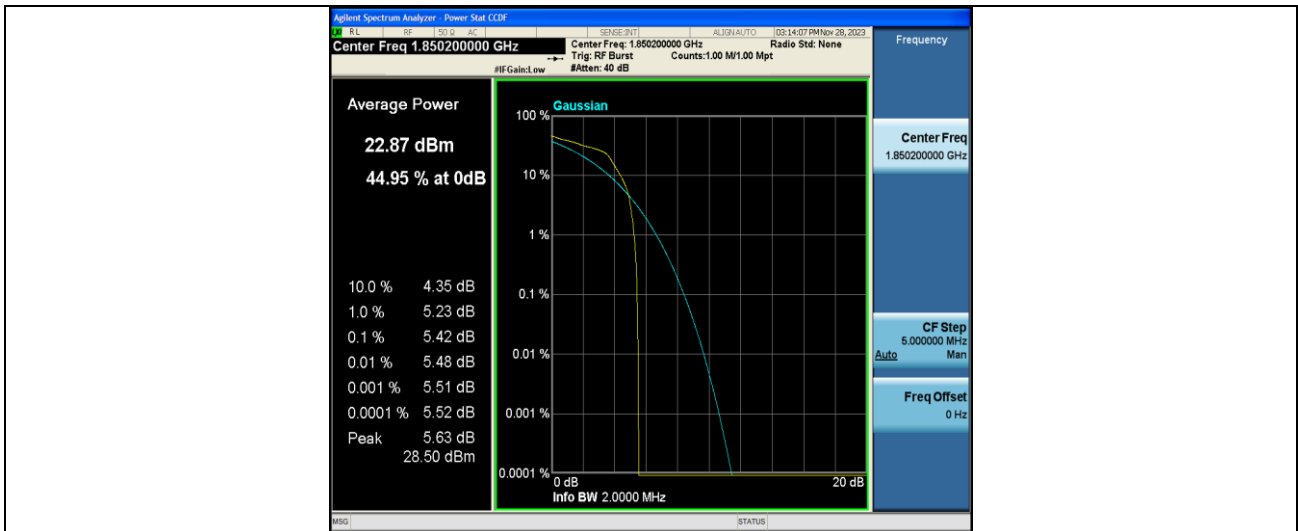 Agilent Spectrum Analyzer - Power Stat CCDF
RL RF 50 Ω AC SENSE:INT ALIGNAUTO 03:14:07 PM Nov 28, 2023
Center Freq 1.850200000 GHz
Center Freq: 1.850200000 GHz Radio Std: None
Trig: RF Burst Counts:1.00 M/1.00 Mpt
#IFGain:Low #Atten: 40 dB
Frequency
Average Power
22.87 dBm
44.95 % at 0dB
10.0 % 4.35 dB
1.0 % 5.23 dB
0.1 % 5.42 dB
0.01 % 5.48 dB
0.001 % 5.51 dB
0.0001 % 5.52 dB
Peak 5.63 dB
28.50 dBm
Gaussian
100 %
10 %
1 %
0.1 %
0.01 %
0.001 %
0.0001 %
0 dB 20 dB
Info BW 2.0000 MHz
Center Freq
1.850200000 GHz
CF Step
5.000000 MHz
Auto Man
Freq Offset
0 Hz
MSG STATUS